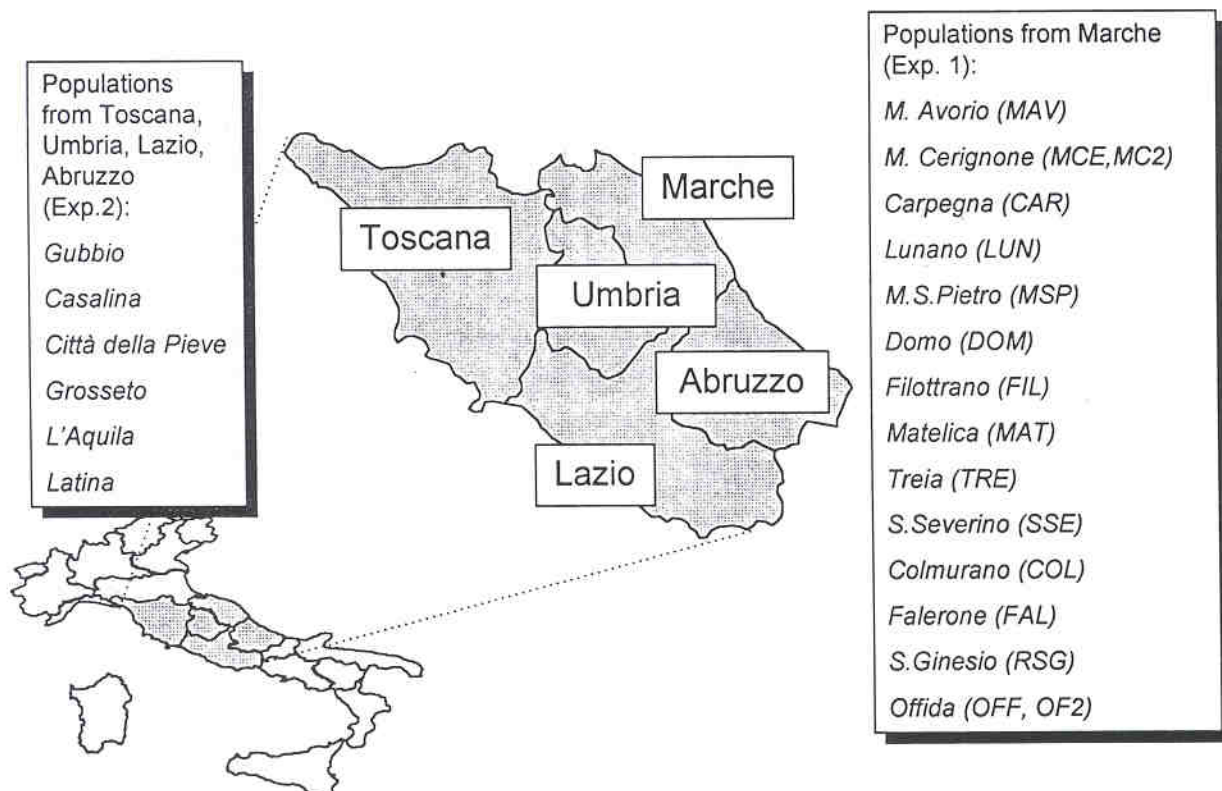 Populations
from Toscana,
Umbria, Lazio,
Abruzzo
(Exp.2):
Gubbio
Casalina
Città della Pieve
Grosseto
L'Aquila
Latina
Toscana
Marche
Umbria
Abruzzo
Lazio
Populations from Marche
(Exp. 1):
M. Avorio (MAV)
M. Cerignone (MCE,MC2)
Carpegna (CAR)
Lunano (LUN)
M.S.Pietro (MSP)
Domo (DOM)
Filottrano (FIL)
Matelica (MAT)
Treia (TRE)
S.Severino (SSE)
Colmurano (COL)
Falerone (FAL)
S.Ginesio (RSG)
Offida (OFF, OF2)